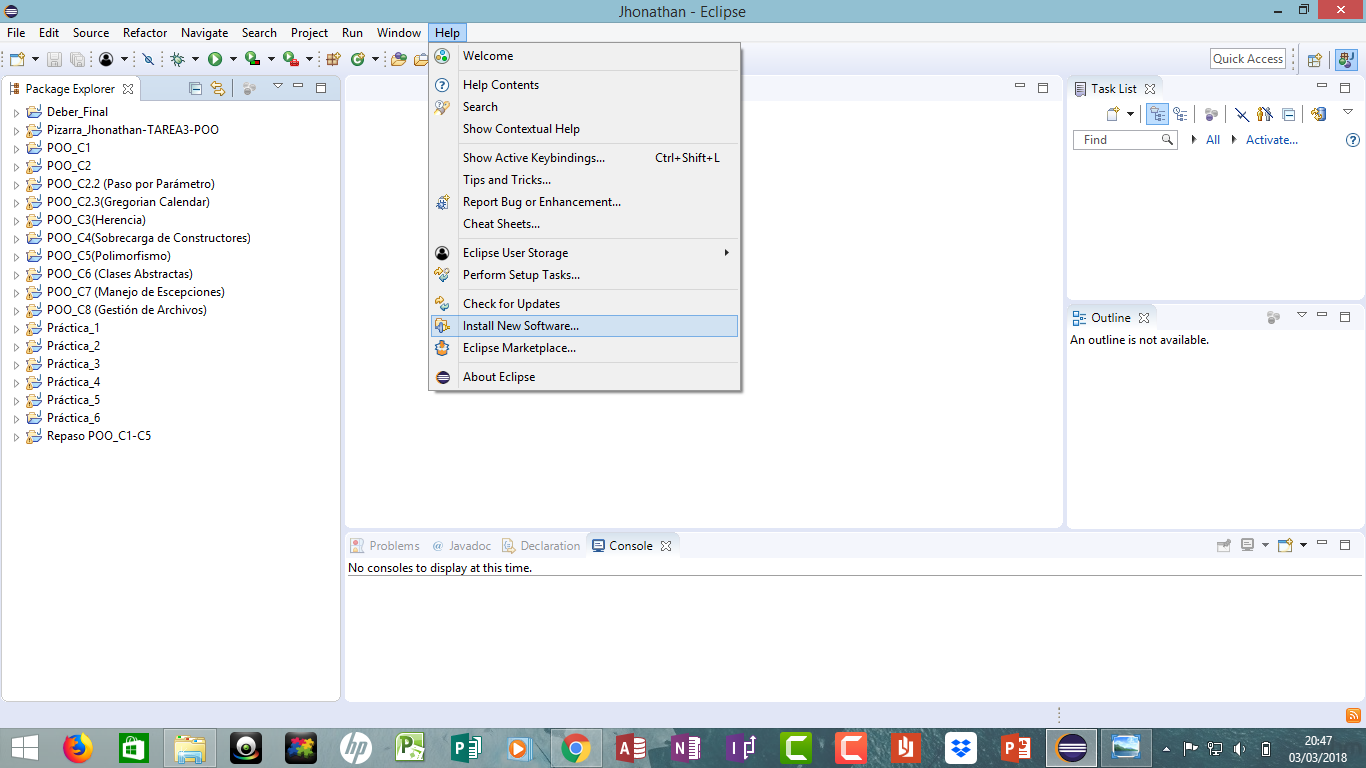 Jhonathan - Eclipse
File Edit Source Refactor Navigate Search Project Run Window Help
Quick Access
Package Explorer
Deber_Final
Pizarra_Jhonathan-TAREA3-POO
POO_C1
POO_C2
POO_C2.2 (Paso por Parámetro)
POO_C2.3(Gregorian Calendar)
POO_C3(Herencia)
POO_C4(Sobrecarga de Constructores)
POO_C5(Polimorfismo)
POO_C6 (Clases Abstractas)
POO_C7 (Manejo de Escepciones)
POO_C8 (Gestión de Archivos)
Práctica_1
Práctica_2
Práctica_3
Práctica_4
Práctica_5
Práctica_6
Repaso POO_C1-C5
Welcome
Help Contents
Search
Show Contextual Help
Show Active Keybindings... Ctrl+Shift+L
Tips and Tricks...
Report Bug or Enhancement...
Cheat Sheets...
Eclipse User Storage
Perform Setup Tasks...
Check for Updates
Install New Software...
Eclipse Marketplace...
About Eclipse
Task List
Find All Activate...
Outline
An outline is not available.
Problems @ Javadoc Declaration Console
No consoles to display at this time.
20:47
03/03/2018